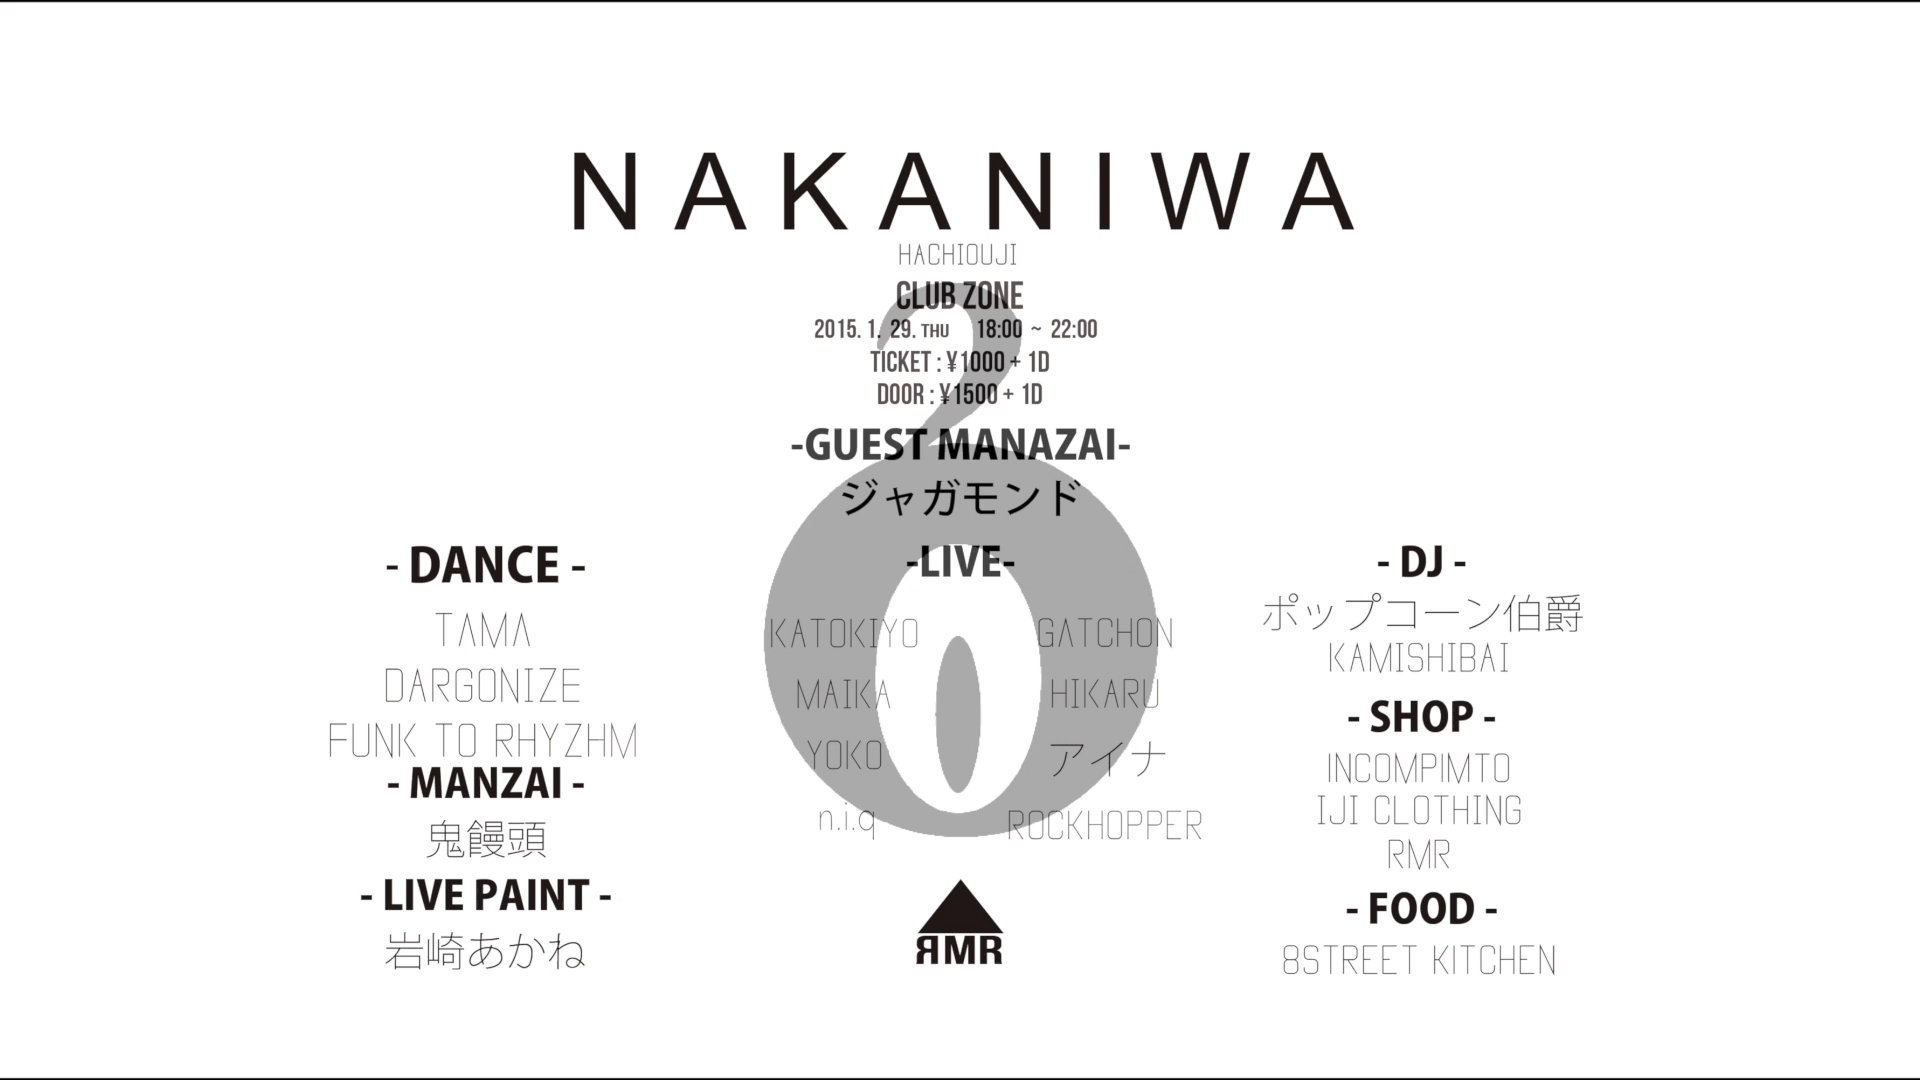 NAKANIWA
HACHIOUJI
CLUB ZONE
2015. 1. 29. THU 18:00 ~ 22:00
TICKET : ¥1000 + 1D
DOOR : ¥1500 + 1D
-GUEST MANAZAI-
ジャガモンド
- DANCE -
TAMA
DARGONIZE
FUNK TO RHYZHM
- MANZAI -
鬼饅頭
- LIVE PAINT -
岩崎あかね
-LIVE-
KATOKIYO GATCHON
MAIKA HIKARU
YOKO アイナ
n.i.q ROCKHOPPER
RMR
- DJ -
ポップコーン伯爵
KAMISHIBAI
- SHOP -
INCOMPIMTO
IJI CLOTHING
RMR
- FOOD -
8STREET KITCHEN
20